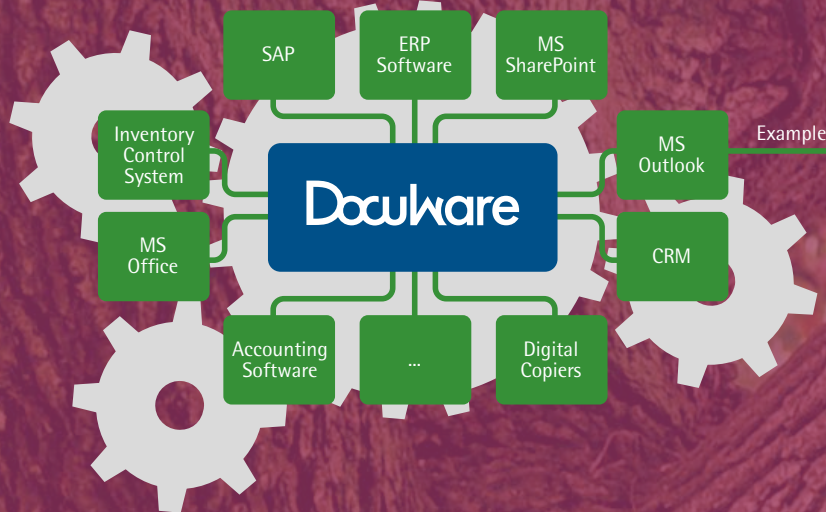 SAP
ERP
Software
MS
SharePoint
Inventory
Control
System
MS
Outlook
Example
DocuWare
MS
Office
CRM
Accounting
Software
...
Digital
Copiers